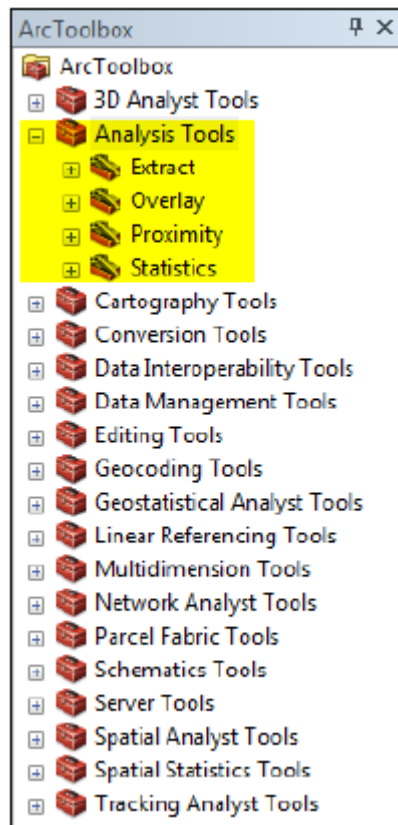 ArcToolbox
ArcToolbox
3D Analyst Tools
Analysis Tools
Extract
Overlay
Proximity
Statistics
Cartography Tools
Conversion Tools
Data Interoperability Tools
Data Management Tools
Editing Tools
Geocoding Tools
Geostatistical Analyst Tools
Linear Referencing Tools
Multidimension Tools
Network Analyst Tools
Parcel Fabric Tools
Schematics Tools
Server Tools
Spatial Analyst Tools
Spatial Statistics Tools
Tracking Analyst Tools